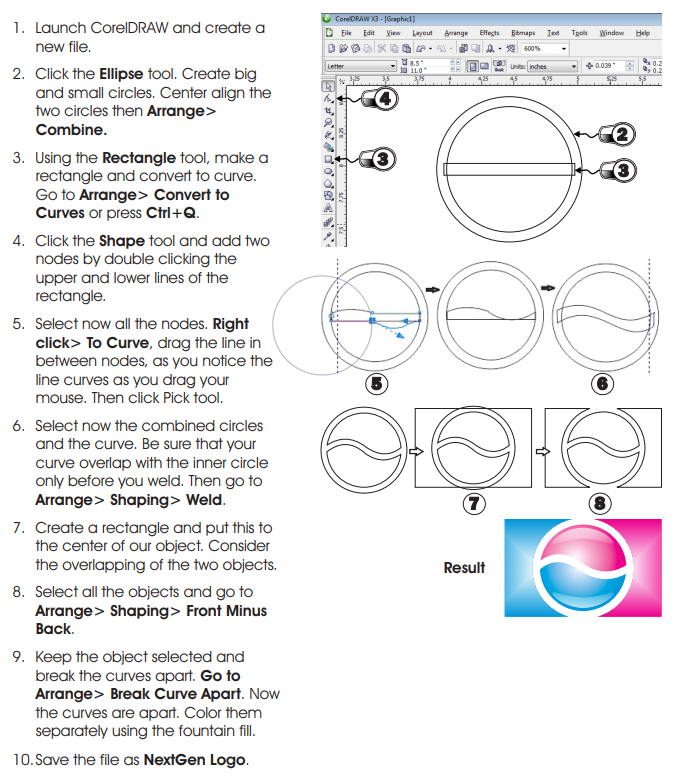 1. Launch CorelDRAW and create a
new file.
2. Click the Ellipse tool. Create big
and small circles. Center align the
two circles then Arrange>
Combine.
3. Using the Rectangle tool, make a
rectangle and convert to curve.
Go to Arrange> Convert to
Curves or press Ctrl+Q.
4. Click the Shape tool and add two
nodes by double clicking the
upper and lower lines of the
rectangle.
5. Select now all the nodes. Right
click> To Curve, drag the line in
between nodes, as you notice the
line curves as you drag your
mouse. Then click Pick tool.
6. Select now the combined circles
and the curve. Be sure that your
curve overlap with the inner circle
only before you weld. Then go to
Arrange> Shaping> Weld.
7. Create a rectangle and put this to
the center of our object. Consider
the overlapping of the two objects.
8. Select all the objects and go to
Arrange> Shaping> Front Minus
Back.
9. Keep the object selected and
break the curves apart. Go to
Arrange> Break Curve Apart. Now
the curves are apart. Color them
separately using the fountain fill.
10. Save the file as NextGen Logo.
CorelDRAW X3 - [Graphic1]
File Edit View Layout Arrange Effects Bitmaps Text Tools Window Help
600%
Letter 8.5" 11.0" Units: inches 0.039" 0.2 0.2
3.25 3.5 3.75 4 4.25 4.5 4.75 5 5.25 5.5
8.25
8
7.75
7.5
4
2
3
3
5
6
7
8
Result